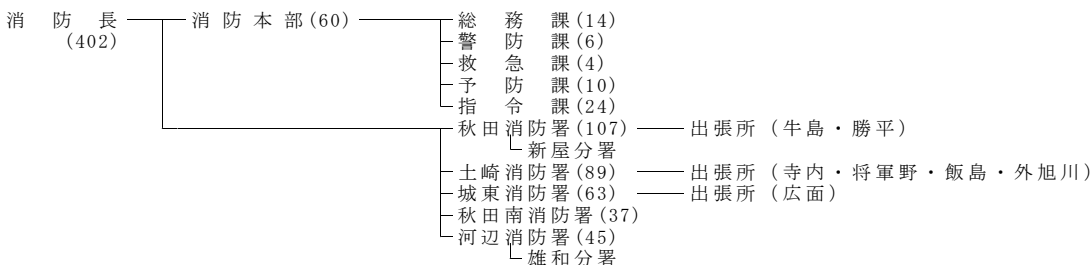 消防長 消防本部(60) 総務課(14)
(402) 警防課(6)
救急課(4)
予防課(10)
指令課(24)
秋田消防署(107) 出張所(牛島・勝平)
新屋分署
土崎消防署(89) 出張所(寺内・将軍野・飯島・外旭川)
城東消防署(63) 出張所(広面)
秋田南消防署(37)
河辺消防署(45)
雄和分署